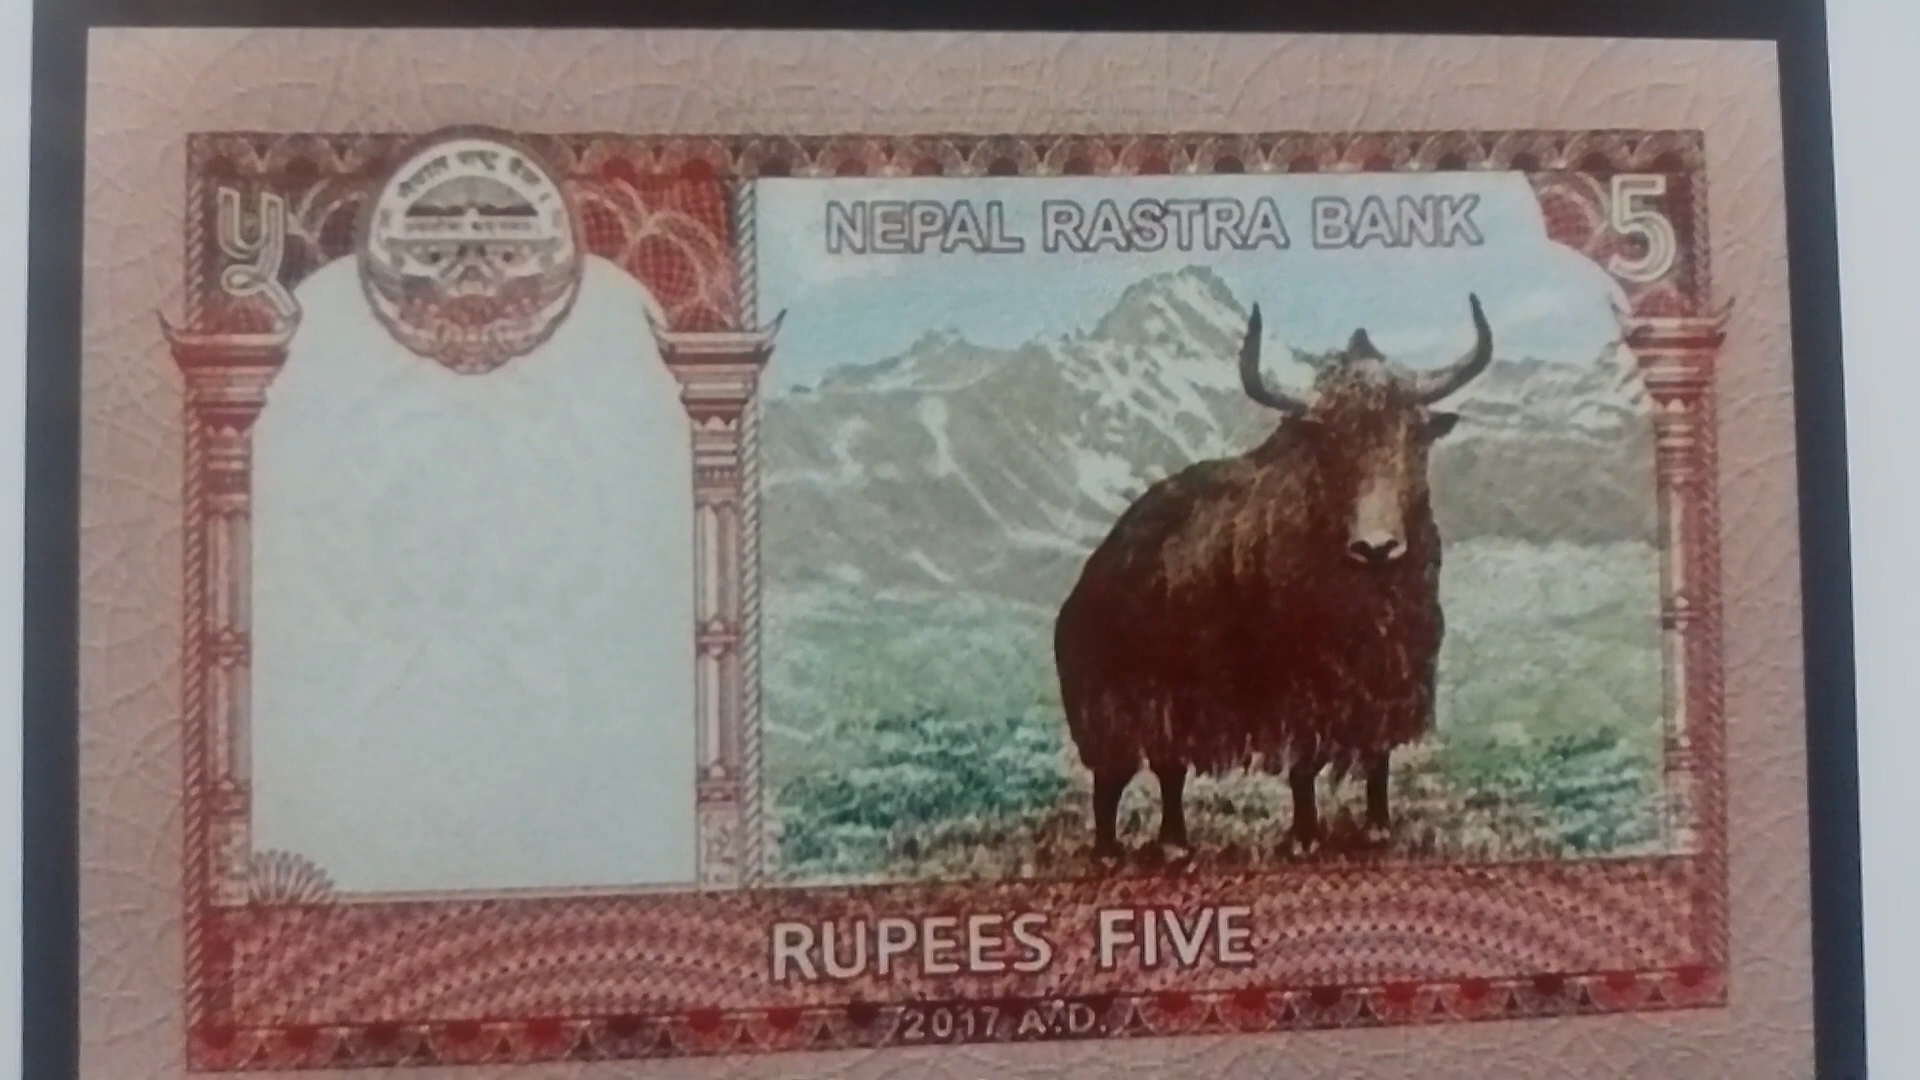 नेपाल राष्ट्र बैंक
५
NEPAL RASTRA BANK
5
RUPEES FIVE
2017 A.D.